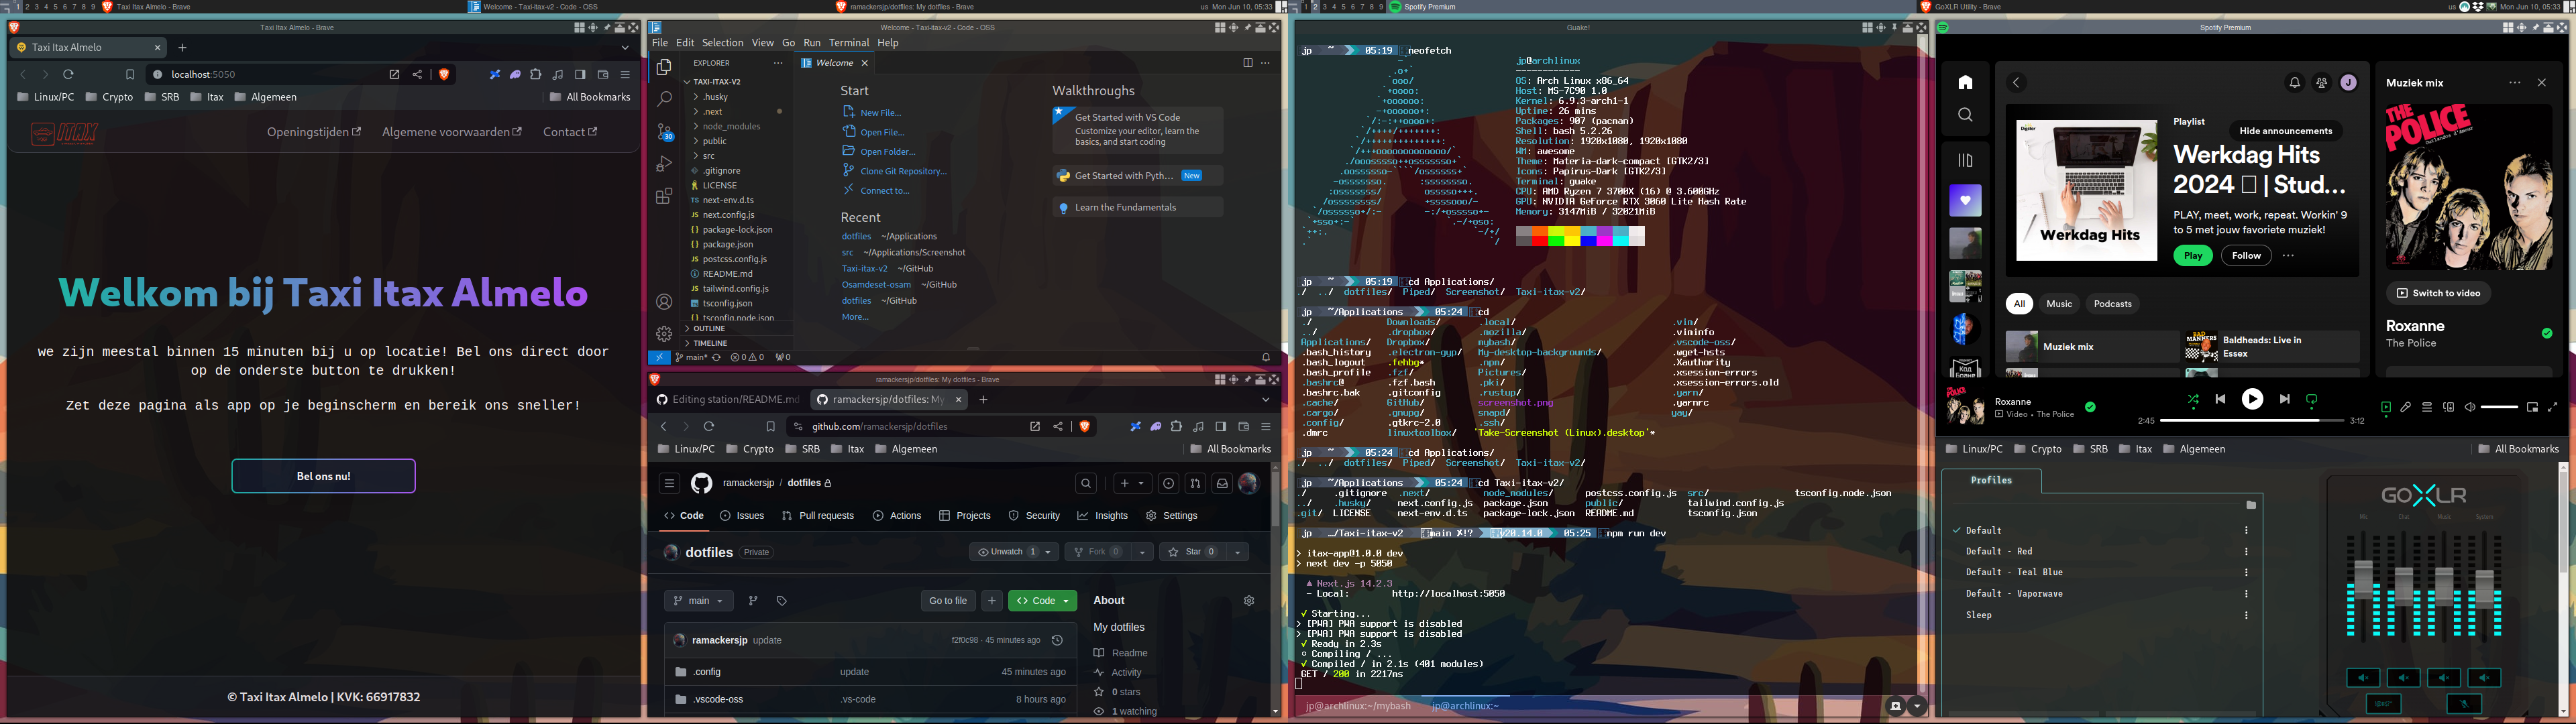 1 2 3 4 5 6 7 8 9
Taxi Itax Almelo - Brave
Welcome - Taxi-itax-v2 - Code - OSS
ramackersjp/dotfiles: My dotfiles - Brave
us Mon Jun 10, 05:33
1 2 3 4 5 6 7 8 9
Spotify Premium
GoXLR Utility - Brave
us
Mon Jun 10, 05:33
Taxi Itax Almelo - Brave
Taxi Itax Almelo
localhost:5050
Linux/PC Crypto SRB Itax Algemeen
All Bookmarks
ITAX
Openingstijden
Algemene voorwaarden
Contact
Welkom bij Taxi Itax Almelo
we zijn meestal binnen 15 minuten bij u op locatie! Bel ons direct door
op de onderste button te drukken!
Zet deze pagina als app op je beginscherm en bereik ons sneller!
Bel ons nu!
© Taxi Itax Almelo | KVK: 66917832
Welcome - Taxi-itax-v2 - Code - OSS
File Edit Selection View Go Run Terminal Help
EXPLORER
TAXI-ITAX-V2
.husky
.next
node_modules
public
src
.gitignore
LICENSE
TS next-env.d.ts
JS next.config.js
{} package-lock.json
{} package.json
JS postcss.config.js
README.md
JS tailwind.config.js
tsconfig.json
{} tsconfig.node.json
OUTLINE
TIMELINE
30
Welcome
Start
New File...
Open File...
Open Folder...
Clone Git Repository...
Connect to...
Recent
dotfiles ~/Applications
src ~/Applications/Screenshot
Taxi-itax-v2 ~/GitHub
Osamdeset-osam ~/GitHub
dotfiles ~/GitHub
More...
Walkthroughs
Get Started with VS Code
Customize your editor, learn the
basics, and start coding
Get Started with Pyth... New
Learn the Fundamentals
main* 0 0 0
ramackersjp/dotfiles: My dotfiles - Brave
Editing station/README.md
ramackersjp/dotfiles: My
github.com/ramackersjp/dotfiles
Linux/PC Crypto SRB Itax Algemeen
All Bookmarks
ramackersjp / dotfiles
Code Issues Pull requests Actions Projects Security Insights Settings
dotfiles Private
Unwatch 1
Fork 0
Star 0
main
Go to file
Code
ramackersjp update
f2f0c98 · 45 minutes ago
.config update 45 minutes ago
.vscode-oss .vs-code 8 hours ago
About
My dotfiles
Readme
Activity
0 stars
1 watching
Guake!
jp ~ 05:19 neofetch
jp@archlinux
OS: Arch Linux x86_64
Host: MS-7C90 1.0
Kernel: 6.9.3-arch1-1
Uptime: 26 mins
Packages: 907 (pacman)
Shell: bash 5.2.26
Resolution: 1920x1080, 1920x1080
WM: awesome
Theme: Materia-dark-compact [GTK2/3]
Icons: Papirus-Dark [GTK2/3]
Terminal: guake
CPU: AMD Ryzen 7 3700X (16) @ 3.600GHz
GPU: NVIDIA GeForce RTX 3060 Lite Hash Rate
Memory: 3147MiB / 32021MiB
jp ~ 05:19 cd Applications/
./ ../ dotfiles/ Piped/ Screenshot/ Taxi-itax-v2/
jp ~/Applications 05:24 cd
./ Downloads/ .local/ .vim/
../ .dropbox/ .mozilla/ .viminfo
Applications/ Dropbox/ mybash/ .vscode-oss/
.bash_history .electron-gyp/ My-desktop-backgrounds/ .wget-hsts
.bash_logout .fehbg* .npm/ .Xauthority
.bash_profile .fzf/ Pictures/ .xsession-errors
.bashrc@ .fzf.bash .pki/ .xsession-errors.old
.bashrc.bak .gitconfig .rustup/ .yarn/
.cache/ GitHub/ screenshot.png .yarnrc
.cargo/ .gnupg/ snapd/ yay/
.config/ .gtkrc-2.0 .ssh/
.dmrc linuxtoolbox/ 'Take-Screenshot (Linux).desktop'*
jp ~ 05:24 cd Applications/
./ ../ dotfiles/ Piped/ Screenshot/ Taxi-itax-v2/
jp ~/Applications 05:24 cd Taxi-itax-v2/
./ .gitignore .next/ node_modules/ postcss.config.js src/ tsconfig.node.json
../ .husky/ next.config.js package.json public/ tailwind.config.js
.git/ LICENSE next-env.d.ts package-lock.json README.md tsconfig.json
jp …/Taxi-itax-v2 main ✗!? v20.14.0 05:25 npm run dev
> itax-app@1.0.0 dev
> next dev -p 5050
▲ Next.js 14.2.3
- Local: http://localhost:5050
✓ Starting...
> [PWA] PWA support is disabled
> [PWA] PWA support is disabled
✓ Ready in 2.3s
○ Compiling / ...
✓ Compiled / in 2.1s (401 modules)
GET / 200 in 2217ms
jp@archlinux:~/mybash
jp@archlinux:~
Spotify Premium
J
Playlist
Hide announcements
Werkdag Hits
2024 | Stud...
PLAY, meet, work, repeat. Workin' 9
to 5 met jouw favoriete muziek!
Werkdag Hits
Play
Follow
All Music Podcasts
Muziek mix
Baldheads: Live in
Essex
Muziek mix
THE POLICE
Switch to video
Roxanne
The Police
Roxanne
Video • The Police
2:45
3:12
Linux/PC Crypto SRB Itax Algemeen
All Bookmarks
Profiles
Default
Default - Red
Default - Teal Blue
Default - Vaporwave
Sleep
GOXLR
Mic Chat Music System